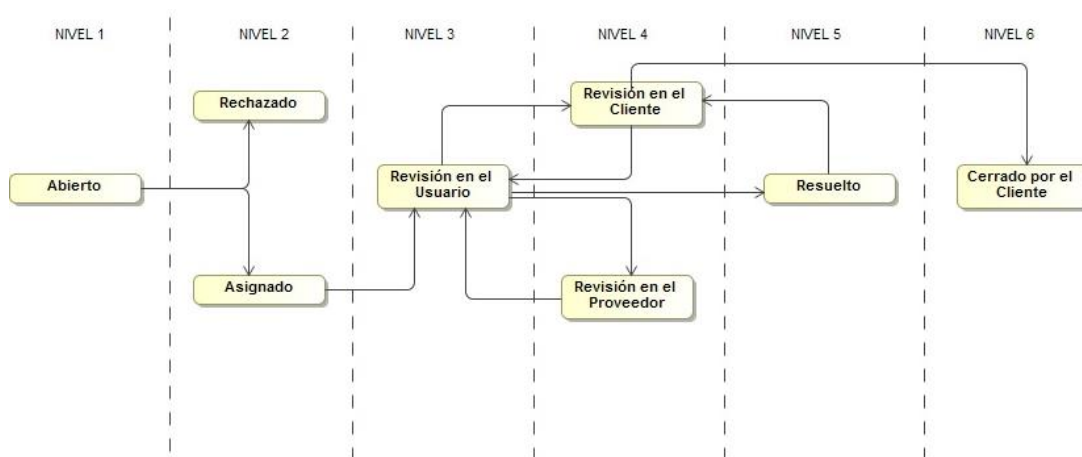 NIVEL 1
NIVEL 2
NIVEL 3
NIVEL 4
NIVEL 5
NIVEL 6
Rechazado
Revisión en el
Cliente
Abierto
Revisión en el
Usuario
Resuelto
Cerrado por el
Cliente
Asignado
Revisión en el
Proveedor